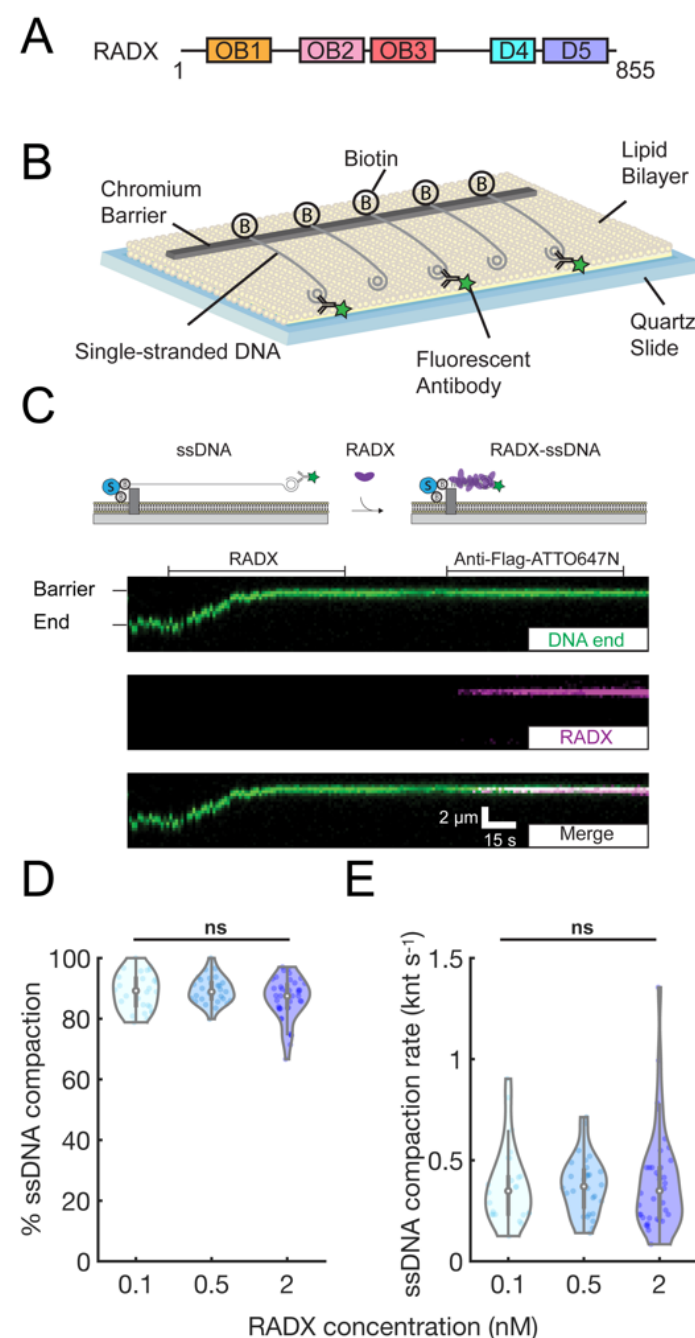 A
RADX
OB1
OB2
OB3
D4
D5
1
855
B
Biotin
Lipid
Bilayer
Chromium
Barrier
B
B
B
B
B
Single-stranded DNA
Fluorescent
Antibody
Quartz
Slide
C
ssDNA
RADX
RADX-ssDNA
S
B
B
S
B
B
RADX
Anti-Flag-ATTO647N
Barrier
End
DNA end
RADX
2 μm
15 s
Merge
D
ns
% ssDNA compaction
100
80
60
40
20
0
0.1
0.5
2
E
ns
ssDNA compaction rate (knt s⁻¹)
1.5
1
0.5
0
0.1
0.5
2
RADX concentration (nM)